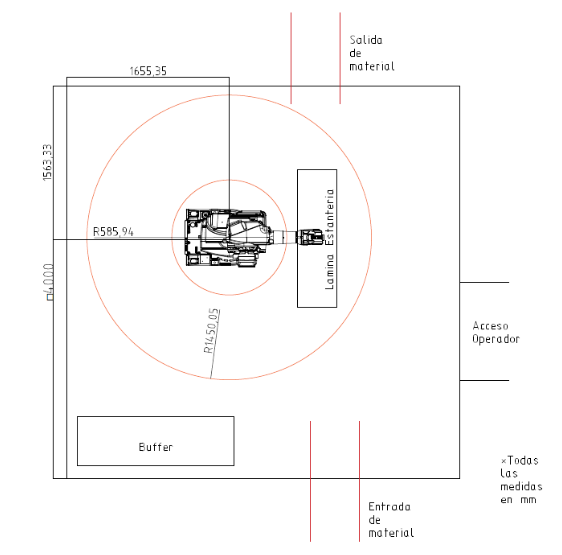 Salida
de
material
1655,35
1563,33
R585,94
Lamina Estanteria
□4000
R1450,05
Acceso
Operador
Buffer
×Todas
las
medidas
en mm
Entrada
de
material